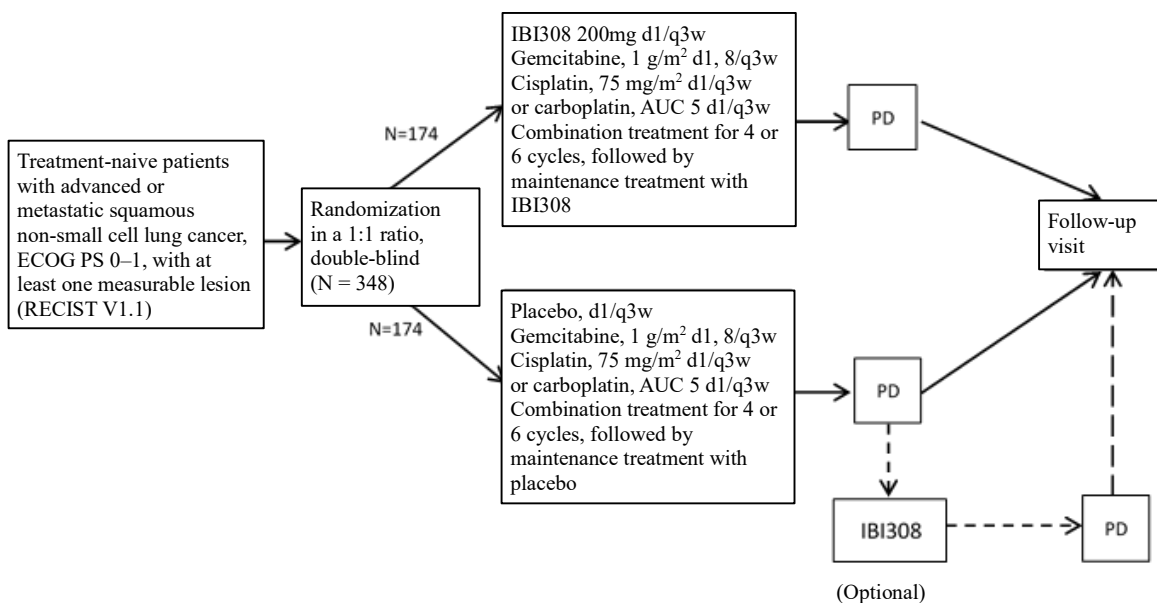 Treatment-naive patients
with advanced or
metastatic squamous
non-small cell lung cancer,
ECOG PS 0–1, with at
least one measurable lesion
(RECIST V1.1)
Randomization
in a 1:1 ratio,
double-blind
(N = 348)
N=174
IBI308 200mg d1/q3w
Gemcitabine, 1 g/m² d1, 8/q3w
Cisplatin, 75 mg/m² d1/q3w
or carboplatin, AUC 5 d1/q3w
Combination treatment for 4 or
6 cycles, followed by
maintenance treatment with
IBI308
PD
N=174
Placebo, d1/q3w
Gemcitabine, 1 g/m² d1, 8/q3w
Cisplatin, 75 mg/m² d1/q3w
or carboplatin, AUC 5 d1/q3w
Combination treatment for 4 or
6 cycles, followed by
maintenance treatment with
placebo
PD
IBI308
(Optional)
PD
Follow-up
visit